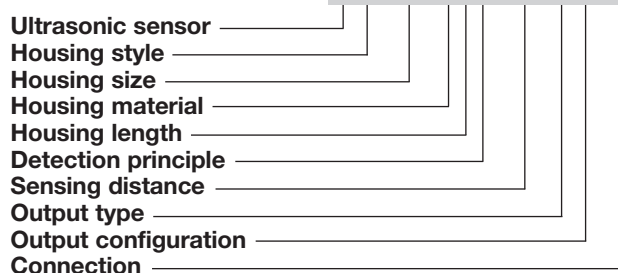 Ultrasonic sensor
Housing style
Housing size
Housing material
Housing length
Detection principle
Sensing distance
Output type
Output configuration
Connection